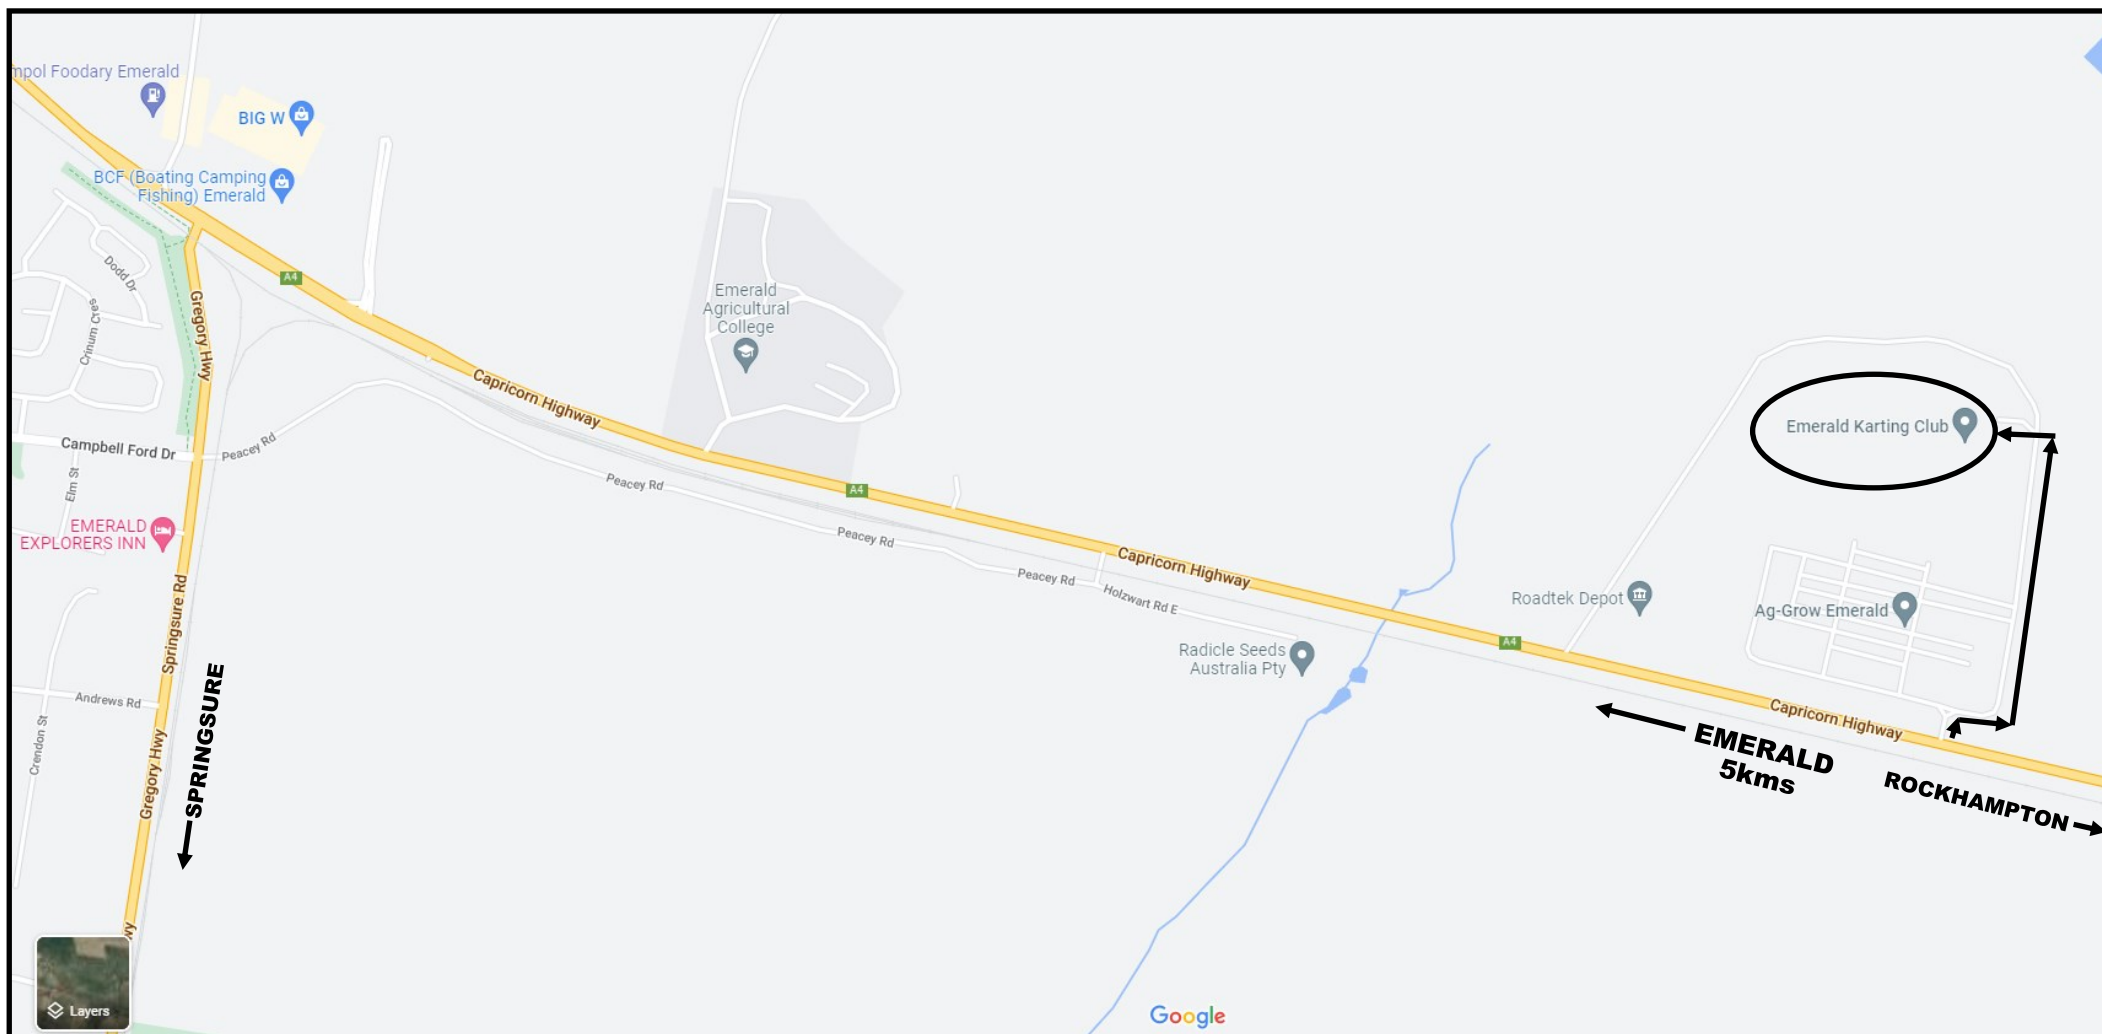 mpol Foodary Emerald
BIG W
BCF (Boating Camping
Fishing) Emerald
Dodd Dr
Crinum Cres
Gregory Hwy
A4
Emerald
Agricultural
College
Capricorn Highway
Campbell Ford Dr
Peacey Rd
Elm St
EMERALD
EXPLORERS INN
Peacey Rd
A4
Peacey Rd
Peacey Rd
Capricorn Highway
Holzwart Rd E
Emerald Karting Club
Roadtek Depot
Ag-Grow Emerald
A4
Radicle Seeds
Australia Pty
Springsure Rd
SPRINGSURE
Andrews Rd
Crendon St
Gregory Hwy
Capricorn Highway
EMERALD
5kms
ROCKHAMPTON
wy
Layers
Google